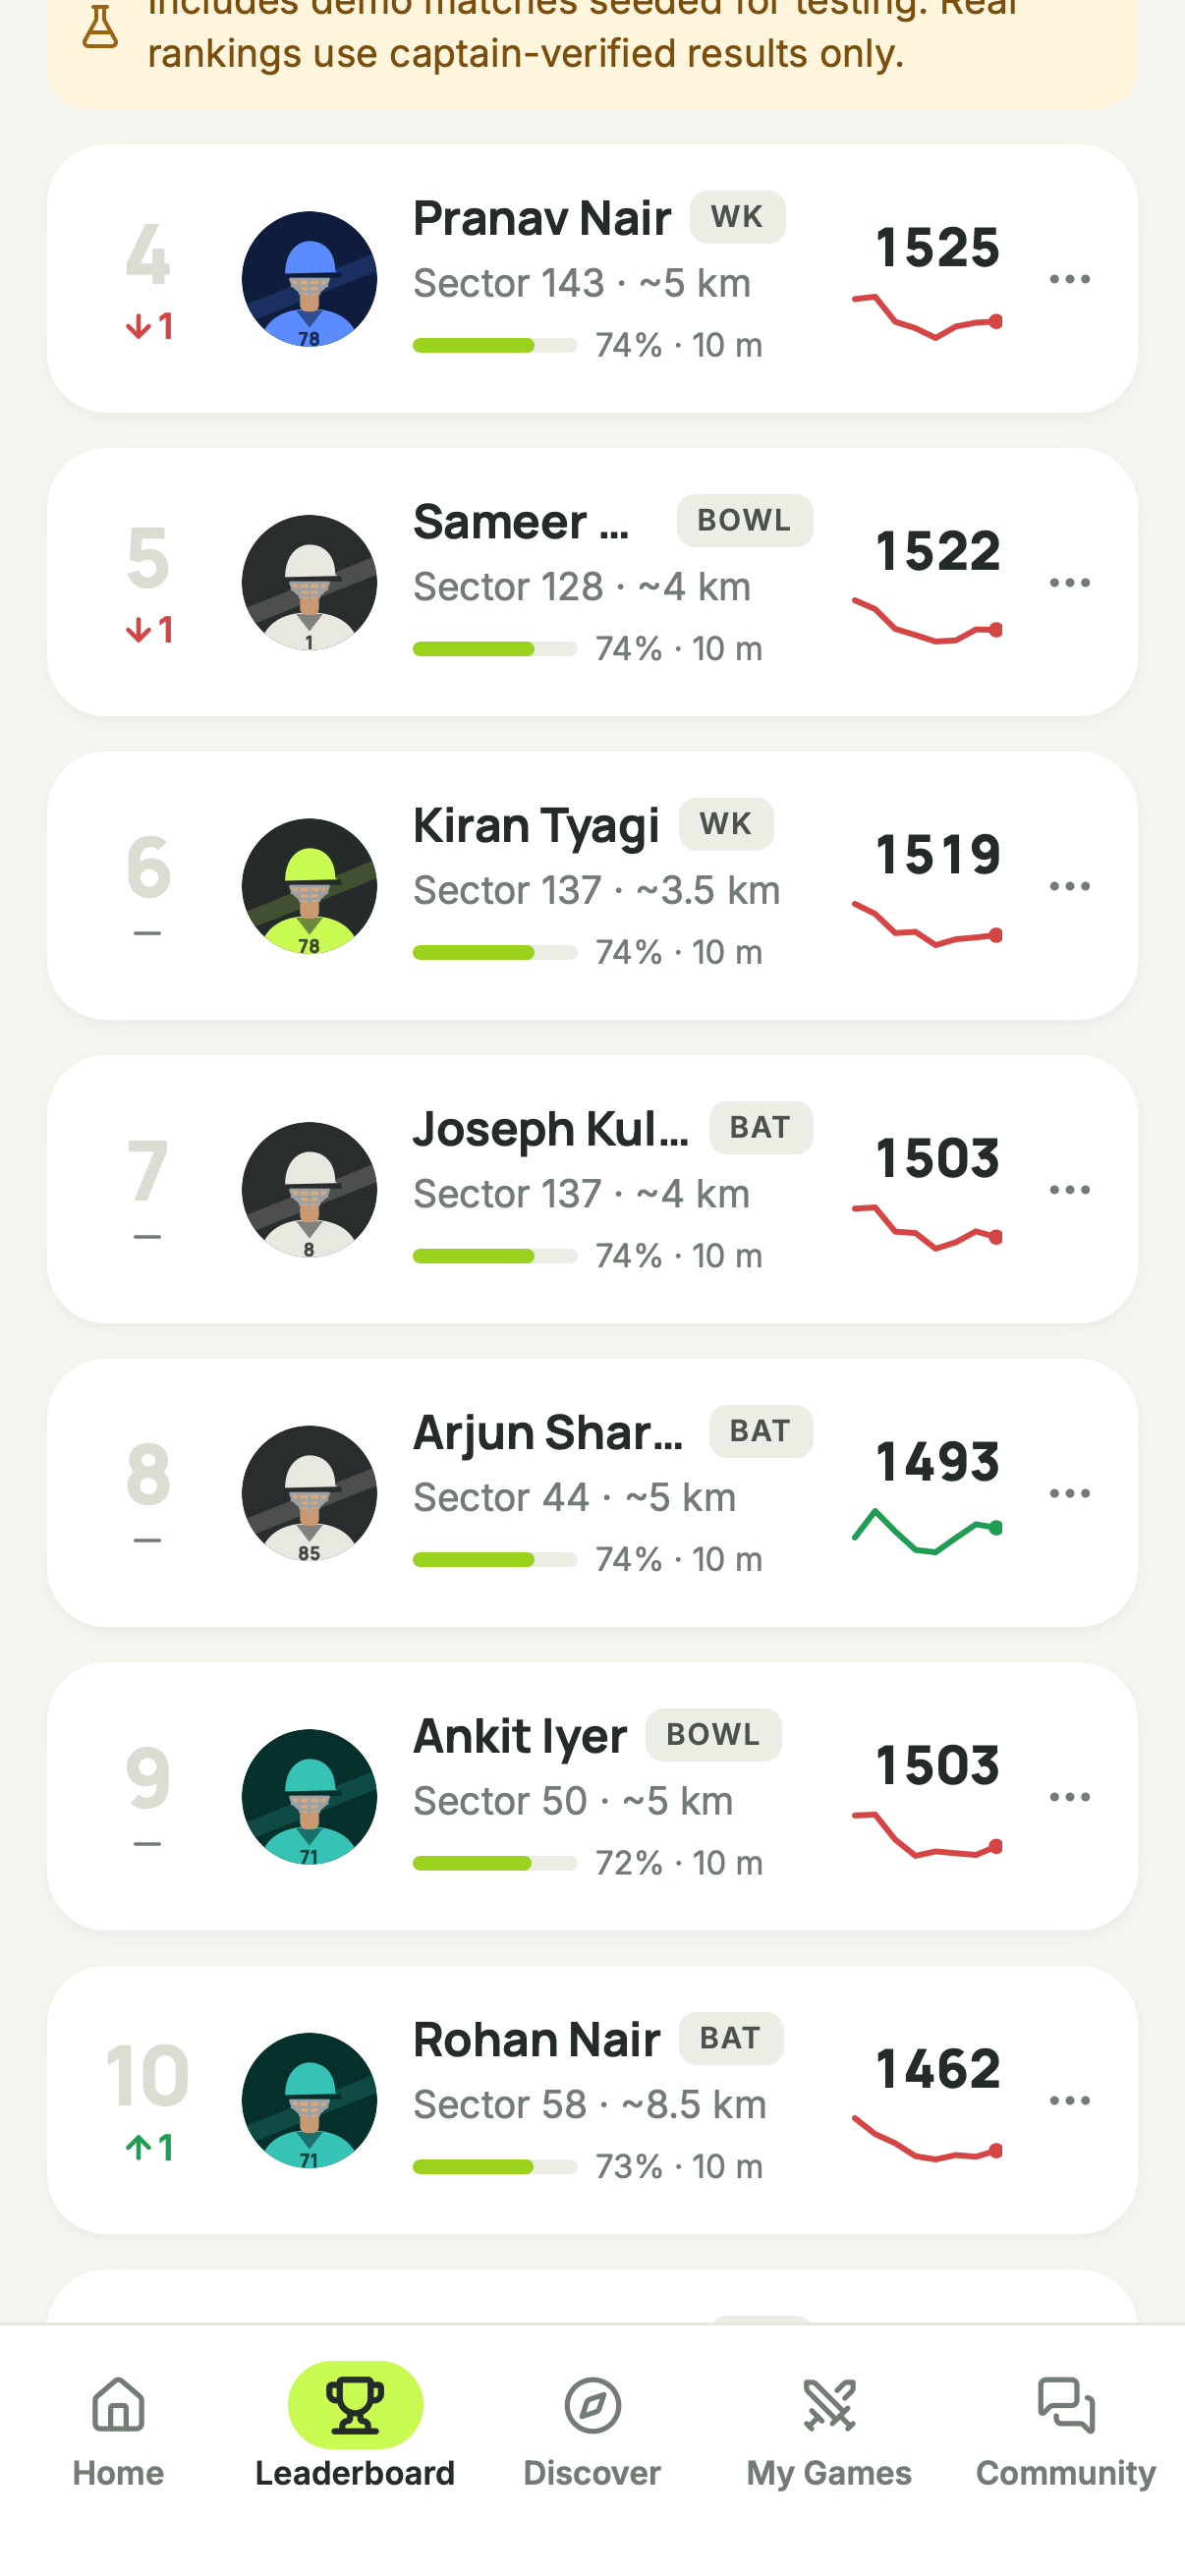 includes demo matches seeded for testing. Real
rankings use captain-verified results only.
4
↓1
78
Pranav Nair WK
Sector 143 · ~5 km
74% · 10 m
1525
5
↓1
1
Sameer ... BOWL
Sector 128 · ~4 km
74% · 10 m
1522
6
–
78
Kiran Tyagi WK
Sector 137 · ~3.5 km
74% · 10 m
1519
7
–
8
Joseph Kul... BAT
Sector 137 · ~4 km
74% · 10 m
1503
8
–
85
Arjun Shar... BAT
Sector 44 · ~5 km
74% · 10 m
1493
9
–
71
Ankit Iyer BOWL
Sector 50 · ~5 km
72% · 10 m
1503
10
↑1
71
Rohan Nair BAT
Sector 58 · ~8.5 km
73% · 10 m
1462
Home Leaderboard Discover My Games Community